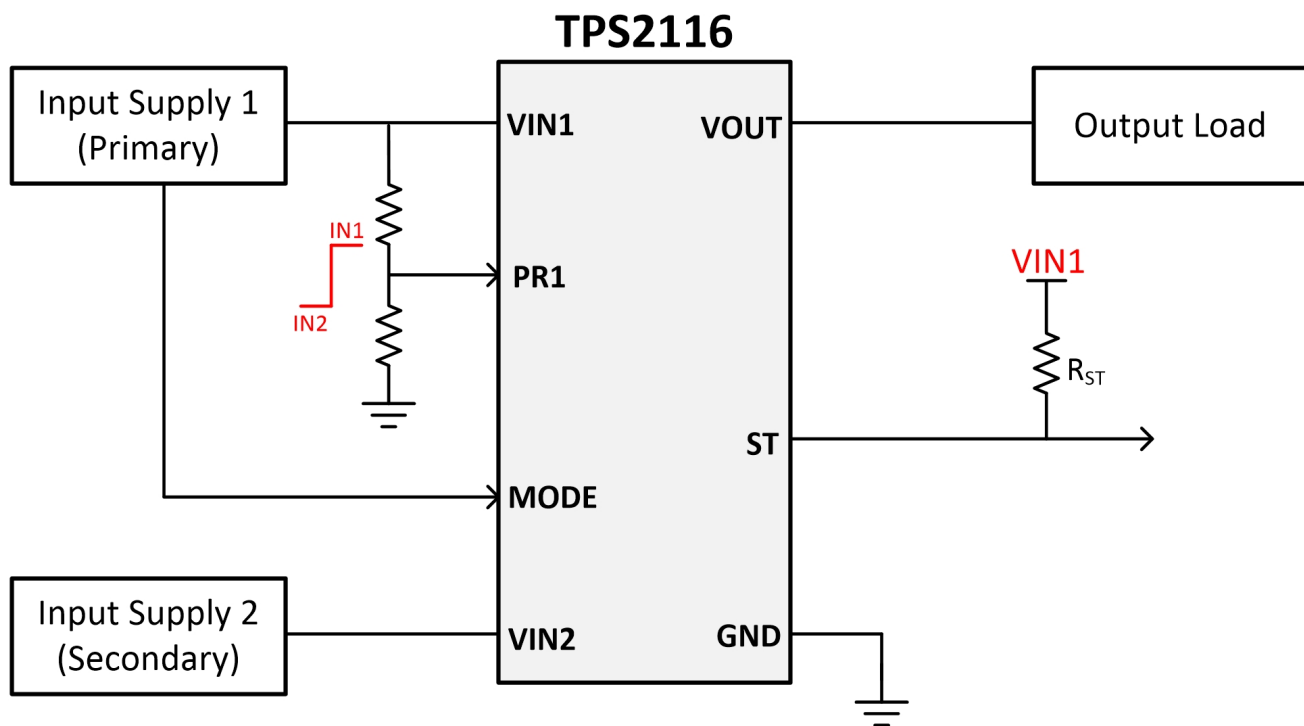 TPS2116
Input Supply 1
(Primary)
VIN1
VOUT
Output Load
IN1
PR1
IN2
VIN1
R_ST
ST
MODE
Input Supply 2
(Secondary)
VIN2
GND